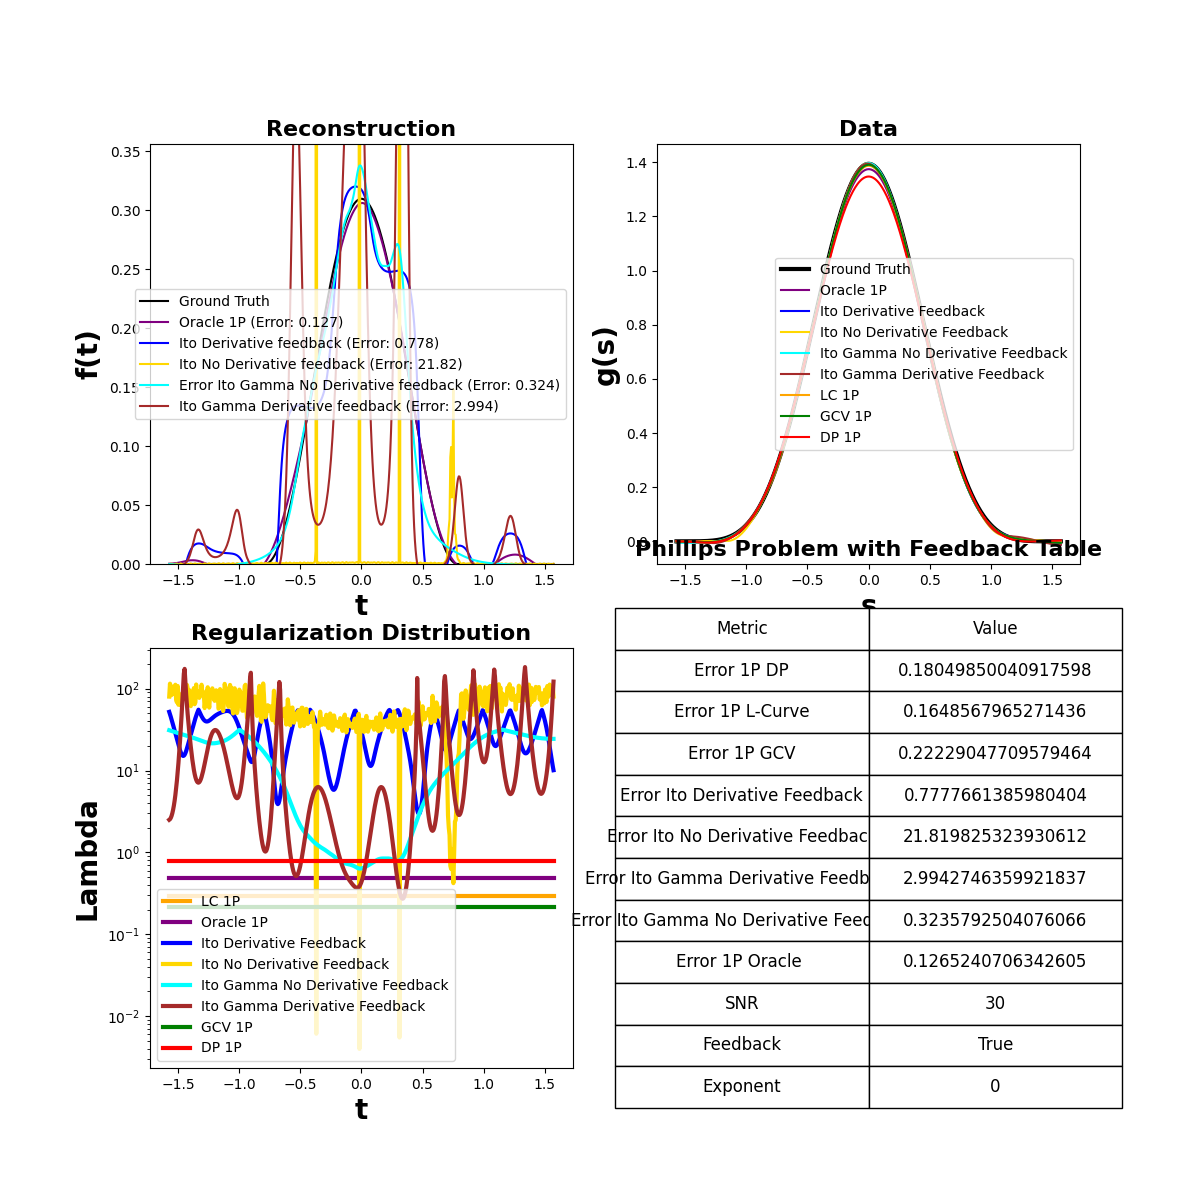 Reconstruction
f(t)
0.35
0.30
0.25
0.20
0.15
0.10
0.05
0.00
Ground Truth
Oracle 1P (Error: 0.127)
Ito Derivative feedback (Error: 0.778)
Ito No Derivative feedback (Error: 21.82)
Error Ito Gamma No Derivative feedback (Error: 0.324)
Ito Gamma Derivative feedback (Error: 2.994)
−1.5 −1.0 −0.5 0.0 0.5 1.0 1.5
t
Data
g(s)
1.4
1.2
1.0
0.8
0.6
0.4
0.2
0.0
Ground Truth
Oracle 1P
Ito Derivative Feedback
Ito No Derivative Feedback
Ito Gamma No Derivative Feedback
Ito Gamma Derivative Feedback
LC 1P
GCV 1P
DP 1P
−1.5 −1.0 −0.5 0.0 0.5 1.0 1.5
s
Regularization Distribution
Lambda
10²
10¹
10⁰
10⁻¹
10⁻²
LC 1P
Oracle 1P
Ito Derivative Feedback
Ito No Derivative Feedback
Ito Gamma No Derivative Feedback
Ito Gamma Derivative Feedback
GCV 1P
DP 1P
−1.5 −1.0 −0.5 0.0 0.5 1.0 1.5
t
Phillips Problem with Feedback Table
Metric Value
Error 1P DP 0.18049850040917598
Error 1P L-Curve 0.1648567965271436
Error 1P GCV 0.22229047709579464
Error Ito Derivative Feedback 0.7777661385980404
Error Ito No Derivative Feedbac 21.819825323930612
Error Ito Gamma Derivative Feedb 2.9942746359921837
Error Ito Gamma No Derivative Feed 0.3235792504076066
Error 1P Oracle 0.1265240706342605
SNR 30
Feedback True
Exponent 0